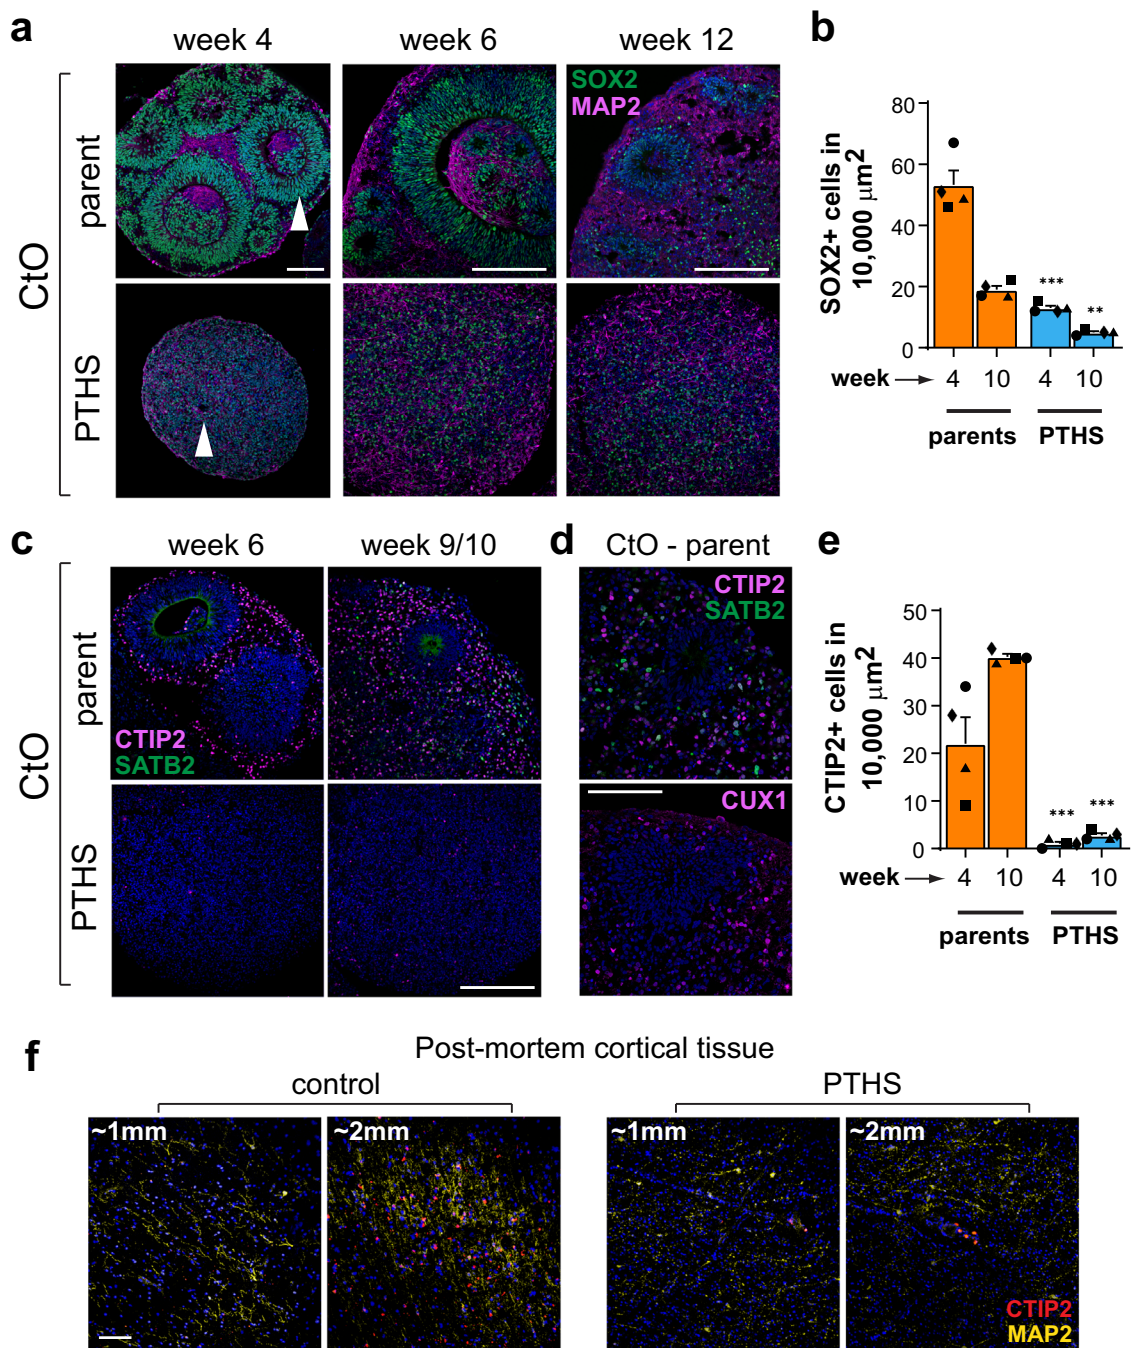 a
week 4
week 6
week 12
CtO
parent
PTHS
SOX2
MAP2
b
SOX2+ cells in
10,000 μm2
80
60
40
20
0
***
**
week
4
10
4
10
parents
PTHS
c
week 6
week 9/10
CtO
parent
PTHS
CTIP2
SATB2
d
CtO - parent
CTIP2
SATB2
CUX1
e
CTIP2+ cells in
10,000 μm2
50
40
30
20
10
0
***
***
week
4
10
4
10
parents
PTHS
f
Post-mortem cortical tissue
control
PTHS
~1mm
~2mm
~1mm
~2mm
CTIP2
MAP2